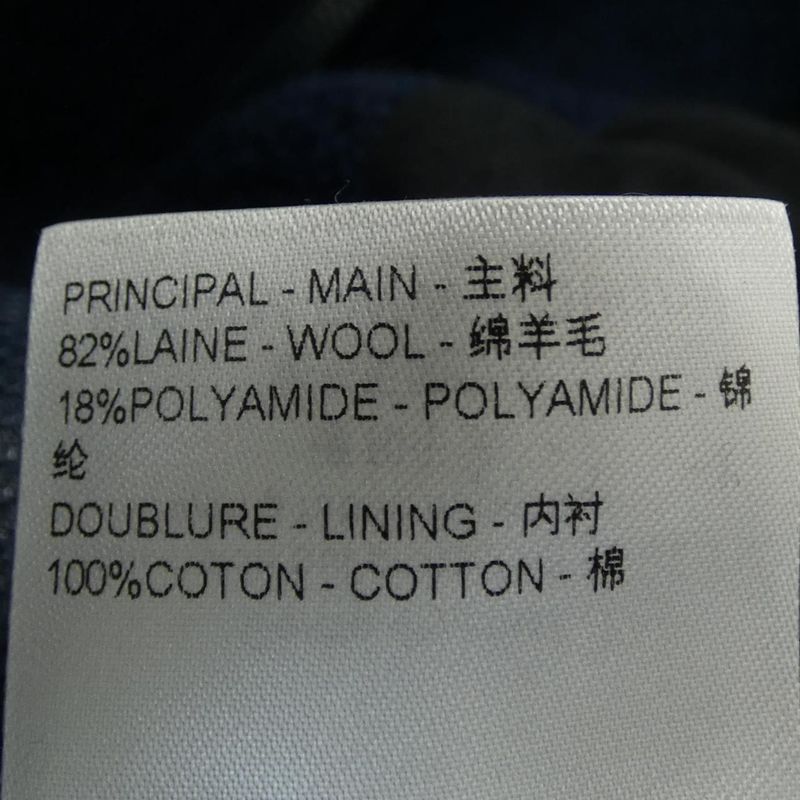 PRINCIPAL - MAIN - 主料
82%LAINE - WOOL - 绵羊毛
18%POLYAMIDE - POLYAMIDE - 锦
纶
DOUBLURE - LINING - 内衬
100%COTON - COTTON - 棉